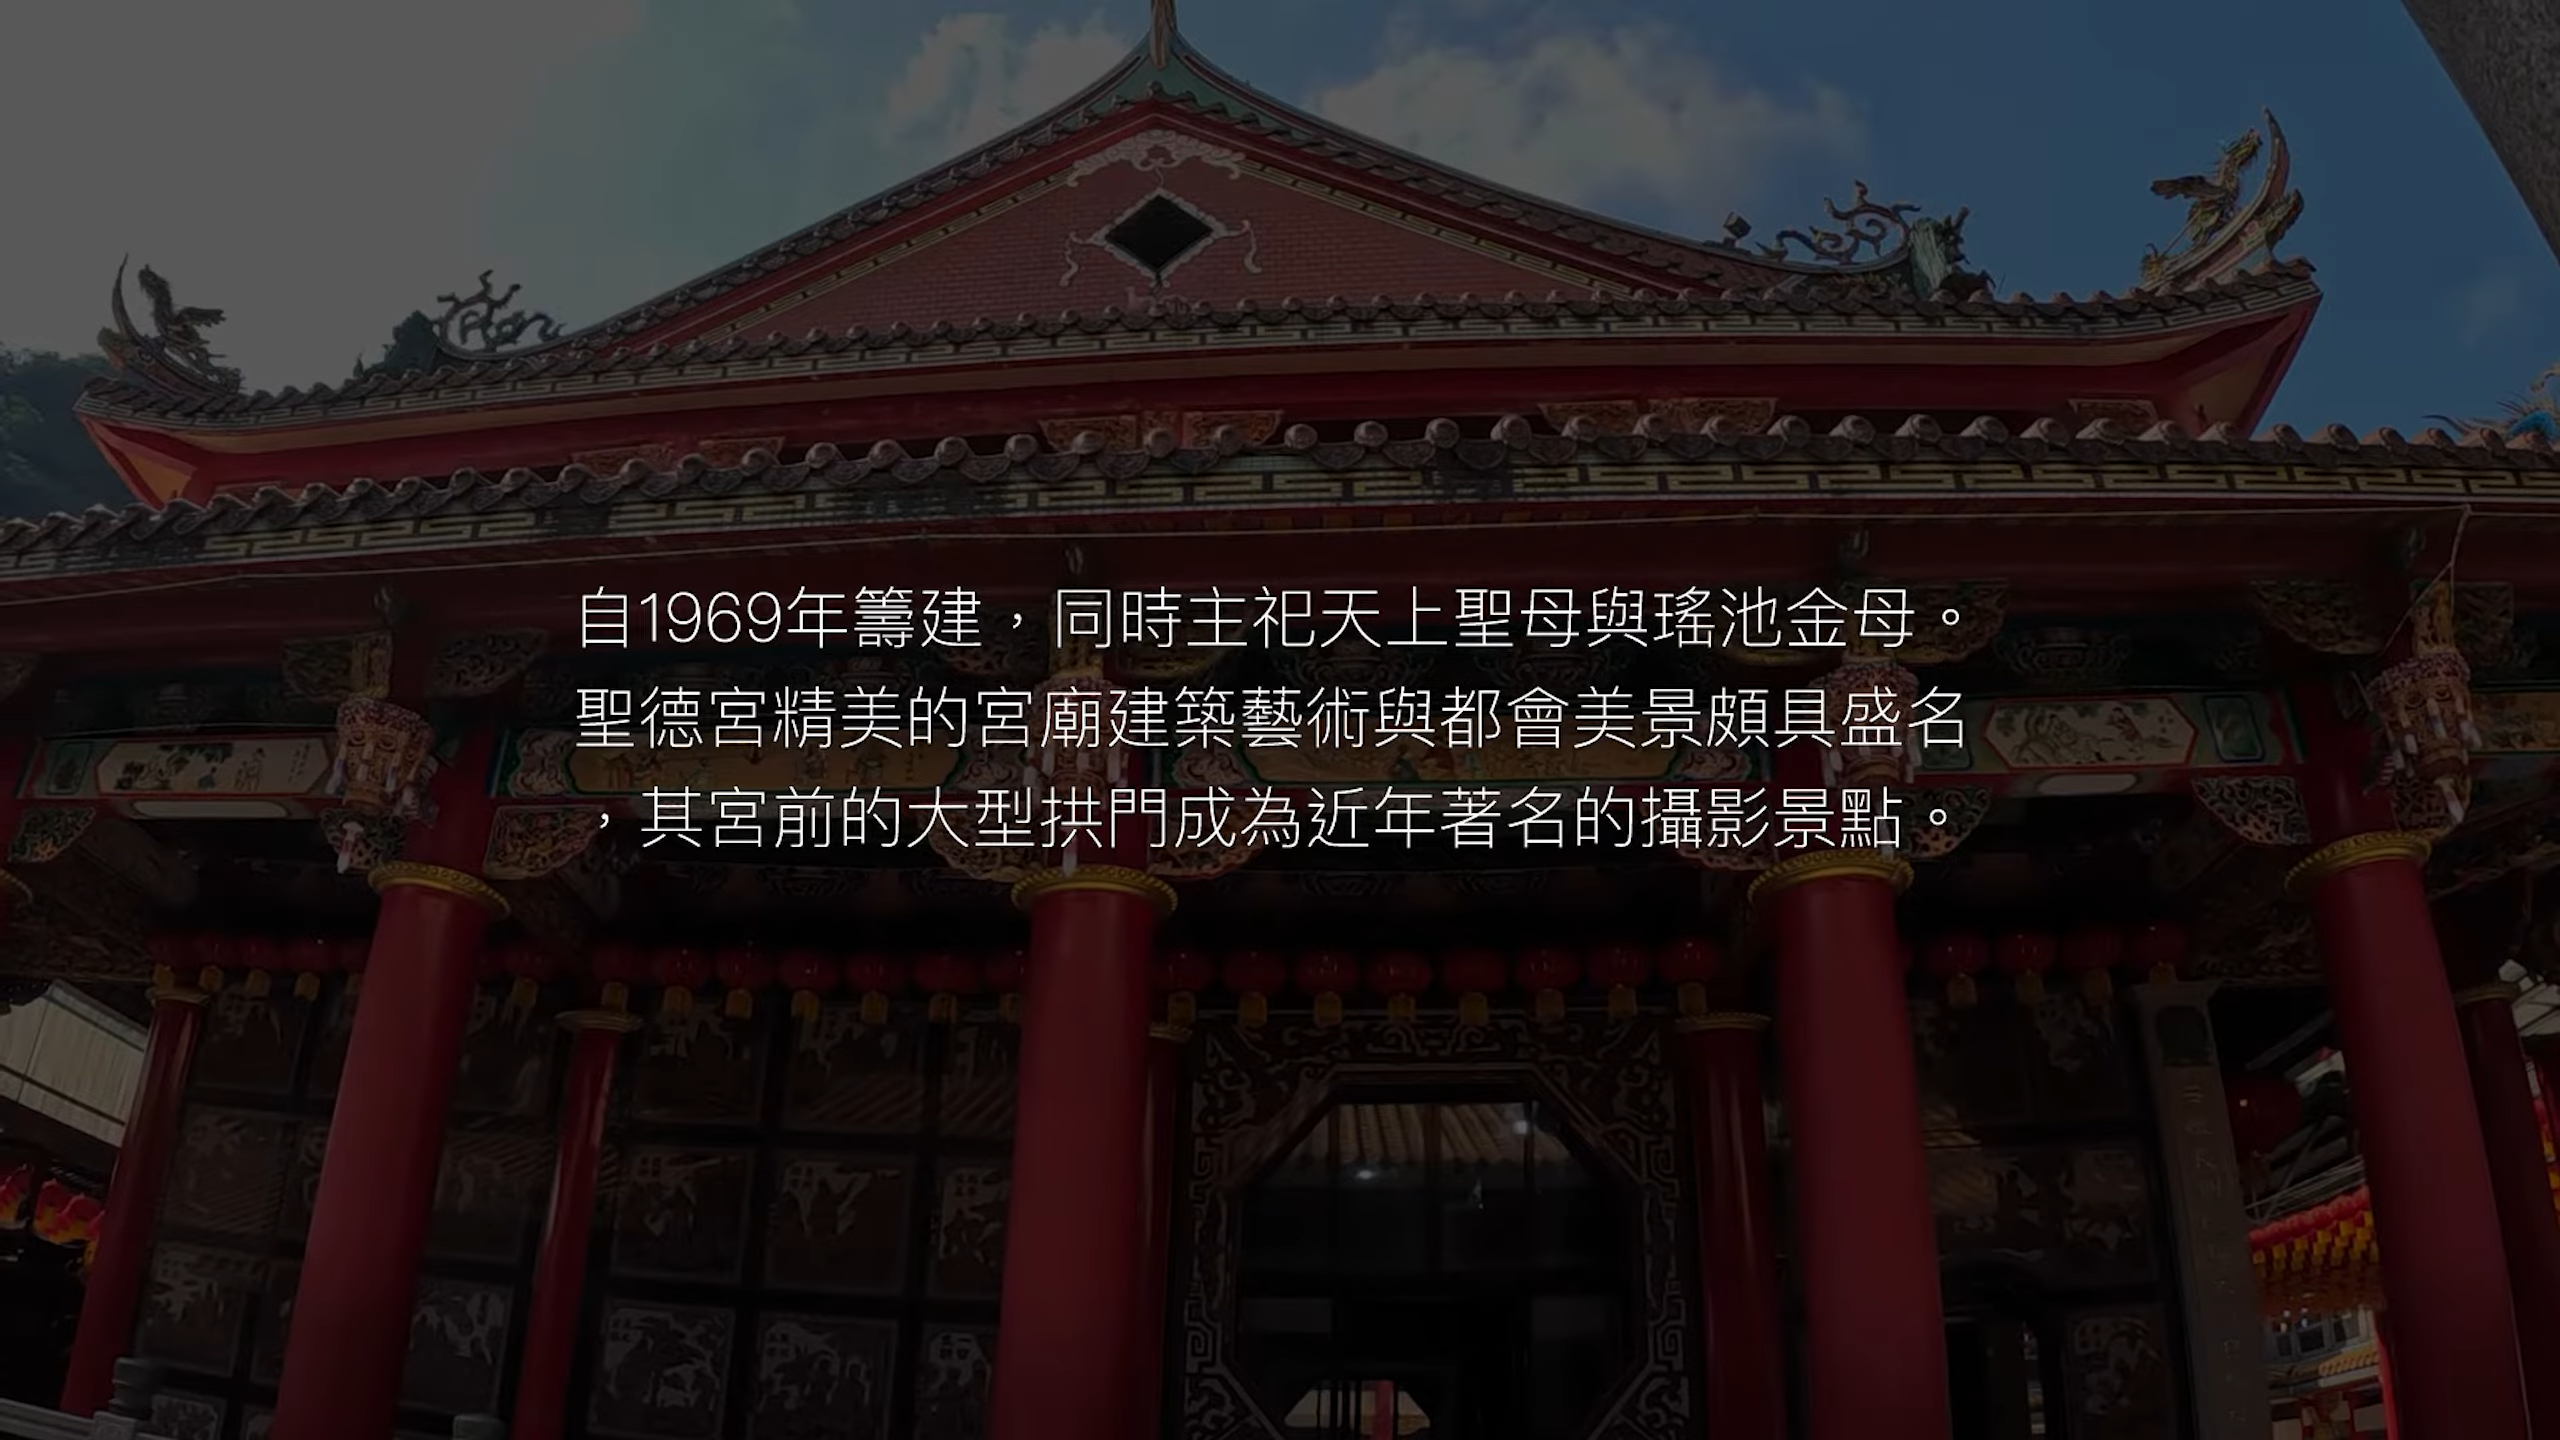 自1969年籌建，同時主祀天上聖母與瑤池金母。
聖德宮精美的宮廟建築藝術與都會美景頗具盛名
，其宮前的大型拱門成為近年著名的攝影景點。